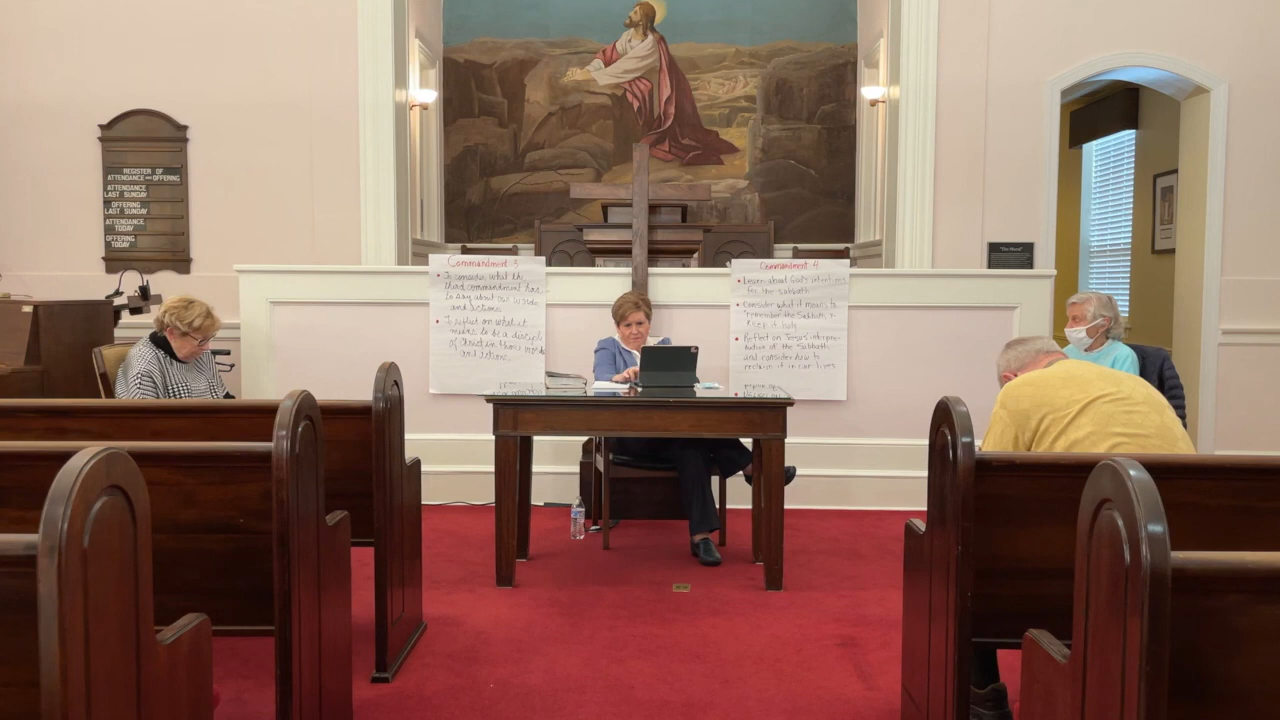 REGISTER OF
ATTENDANCE AND OFFERING
ATTENDANCE
LAST SUNDAY
OFFERING
LAST SUNDAY
ATTENDANCE
TODAY
OFFERING
TODAY
Commandment 3
• To consider what the
third commandment has
to say about our words
and actions.
• To reflect on what it
means to be a disciple
of Christ in those words
and actions.
Commandment 4
• Learn about God's intentions
for the Sabbath
• Consider what it means to
"remember the Sabbath, &
Keep it holy
• Reflect on Jesus' interpre-
tation of the Sabbath
and consider how to
reclaim it in our lives